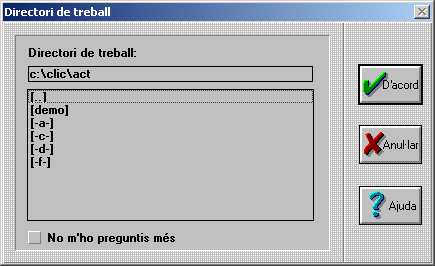 Directori de treball
Directori de treball:
c:\clic\act
[..]
[demo]
[-a-]
[-c-]
[-d-]
[-f-]
No m'ho preguntis més
D'acord
Anul·lar
Ajuda